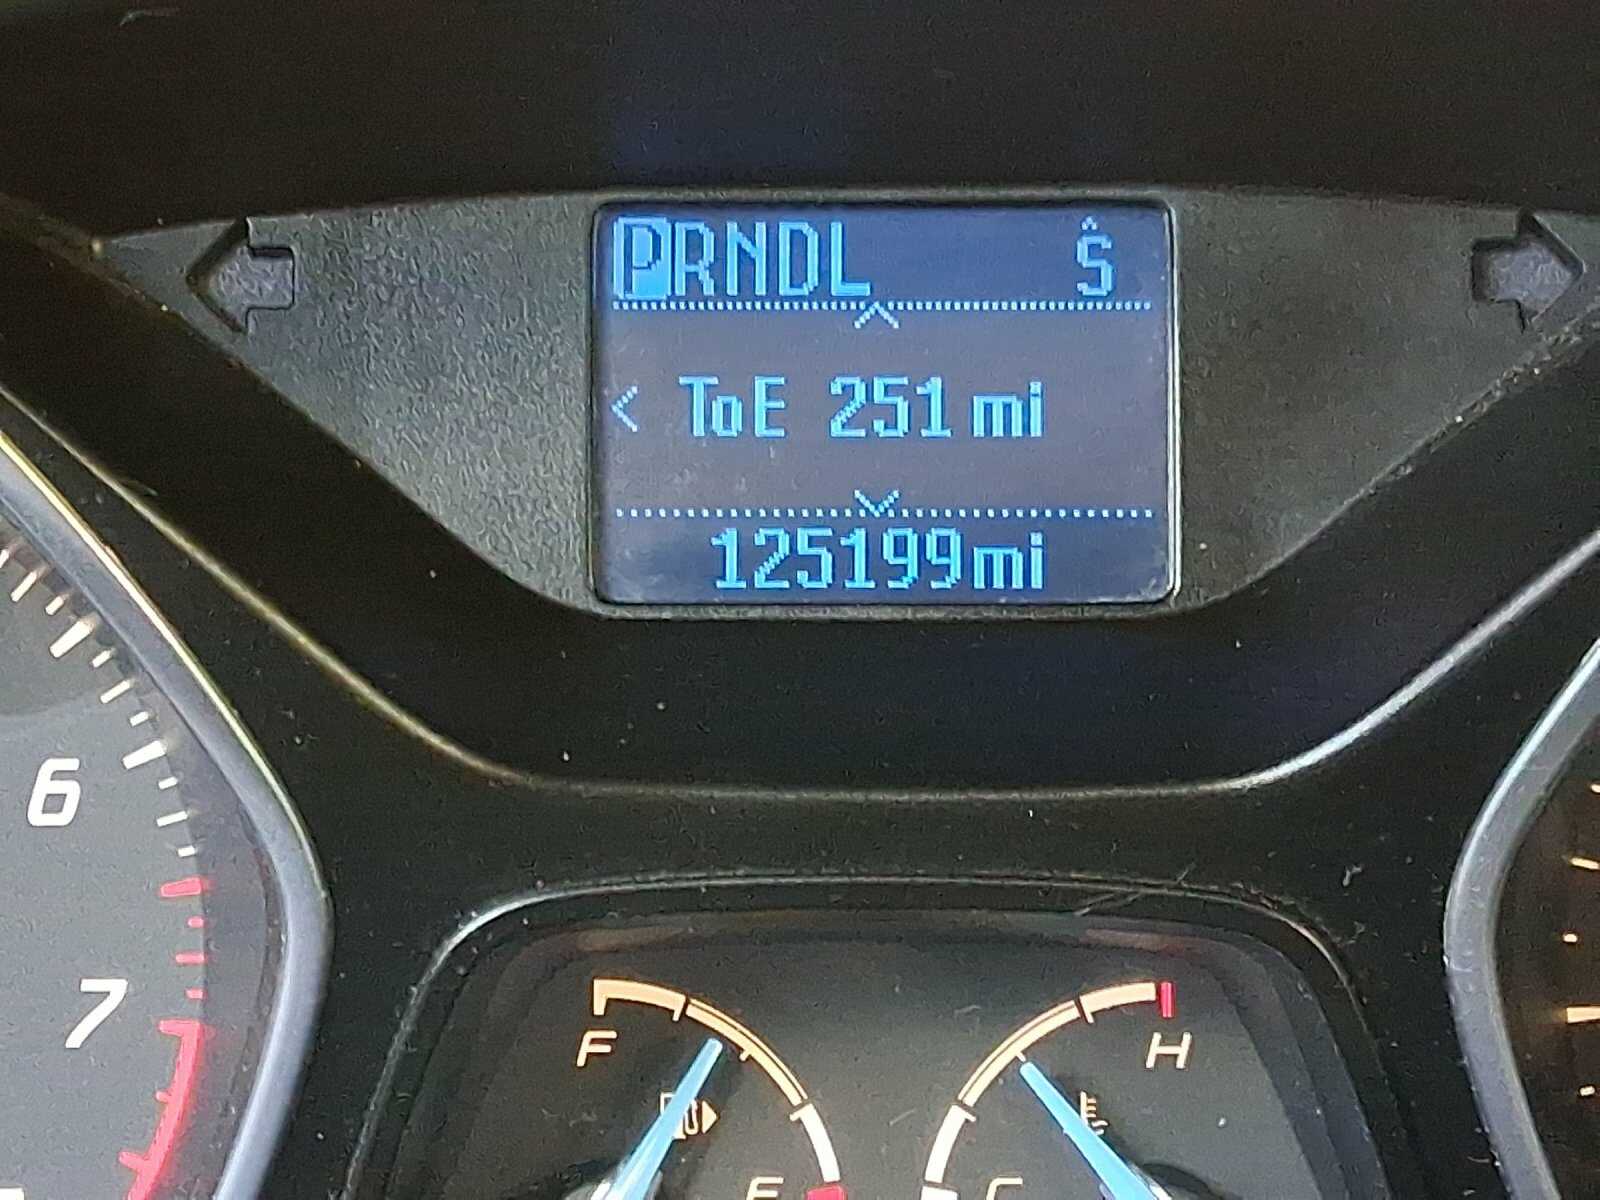 PRNDL S
ToE 251 mi
125199mi
6
7
F H
E C